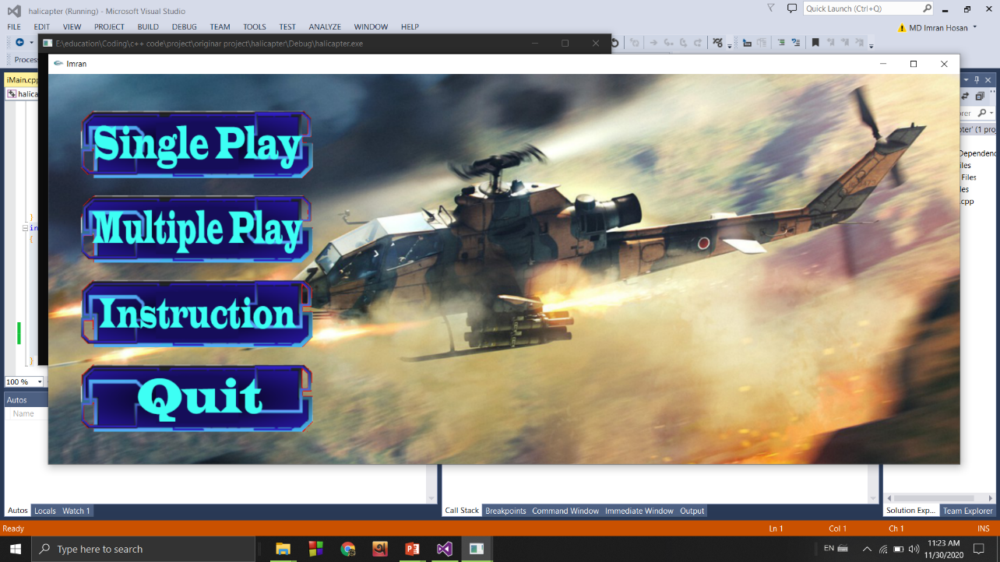 halicapter (Running) - Microsoft Visual Studio
Quick Launch (Ctrl+Q)
FILE EDIT VIEW PROJECT BUILD DEBUG TEAM TOOLS TEST ANALYZE WINDOW HELP
MD Imran Hosan
E:\education\Coding\c++ code\project\originar project\halicapter\Debug\halicapter.exe
Process
Imran
iMain.cpp
halica
orer
pter' (1 proj
Dependenc
iles
Files
les
.cpp
Single Play
Multiple Play
Instruction
Quit
}
in
{
}
100 %
Autos
Name
Autos Locals Watch 1
Call Stack Breakpoints Command Window Immediate Window Output
Solution Exp... Team Explorer
Ready
Ln 1 Col 1 Ch 1 INS
Type here to search
EN
11:23 AM
11/30/2020